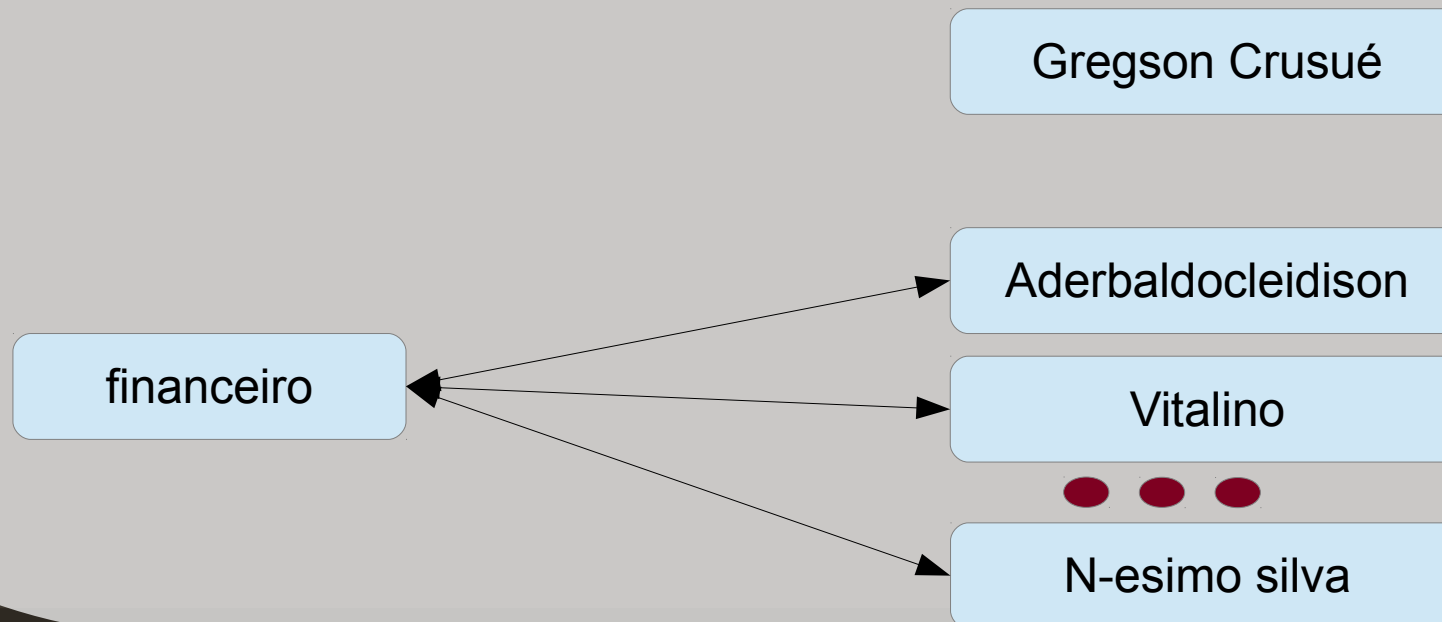 Gregson Crusué
Aderbaldocleidison
financeiro
Vitalino
N-esimo silva